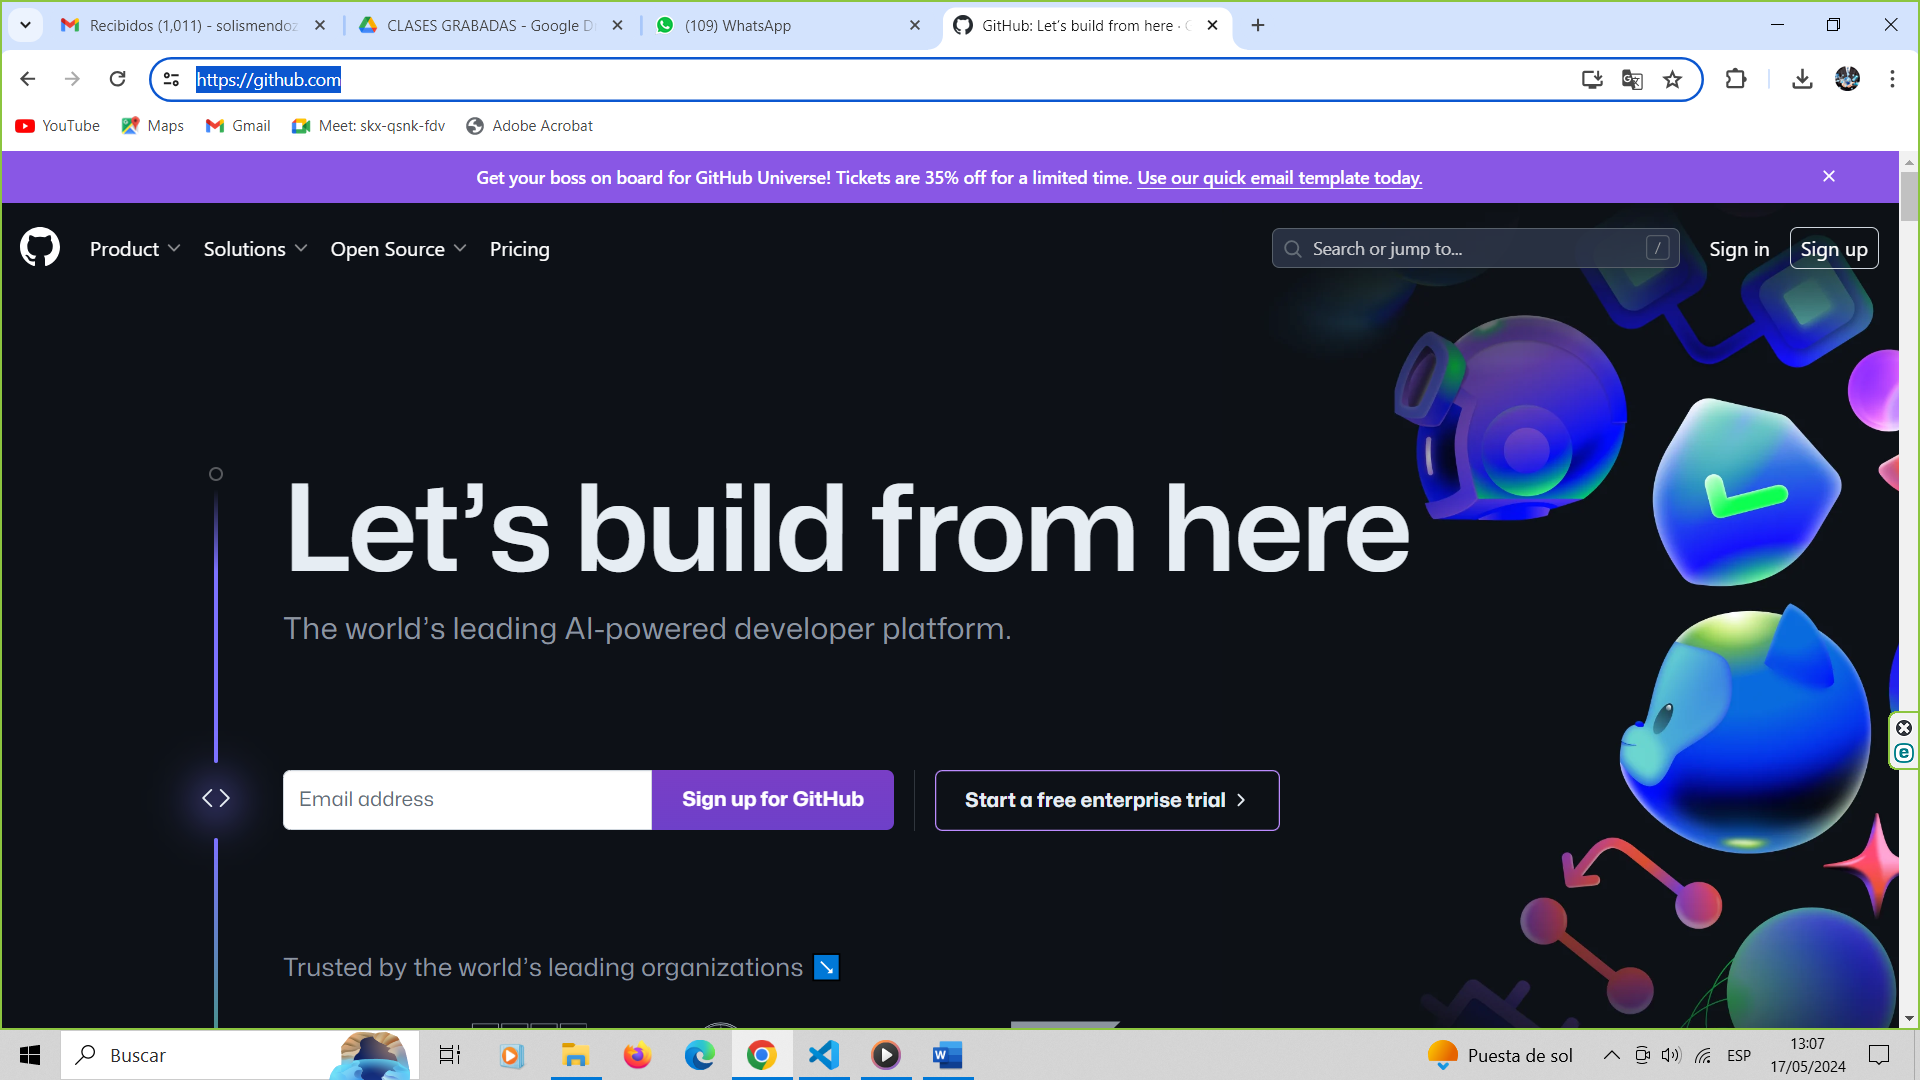 Recibidos (1,011) - solismendoz
CLASES GRABADAS - Google D
(109) WhatsApp
GitHub: Let's build from here ·
https://github.com
YouTube
Maps
Gmail
Meet: skx-qsnk-fdv
Adobe Acrobat
Get your boss on board for GitHub Universe! Tickets are 35% off for a limited time. Use our quick email template today.
Product
Solutions
Open Source
Pricing
Search or jump to...
/
Sign in
Sign up
Let’s build from here
The world’s leading AI-powered developer platform.
Email address
Sign up for GitHub
Start a free enterprise trial
Trusted by the world’s leading organizations
Buscar
Puesta de sol
ESP
13:07
17/05/2024